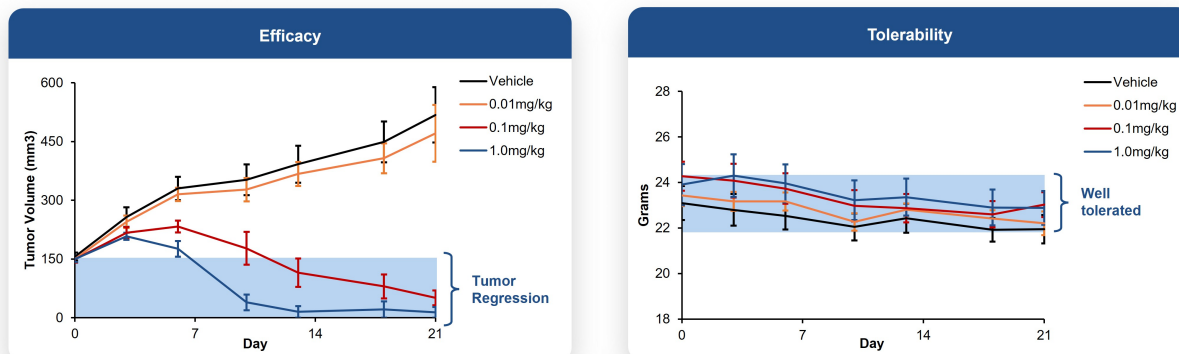 Efficacy
Tumor Volume (mm3)
600
450
300
150
0
0
7
14
21
Day
Vehicle
0.01mg/kg
0.1mg/kg
1.0mg/kg
Tumor
Regression
Tolerability
Grams
28
26
24
22
20
18
0
7
14
21
Day
Vehicle
0.01mg/kg
0.1mg/kg
1.0mg/kg
Well
tolerated